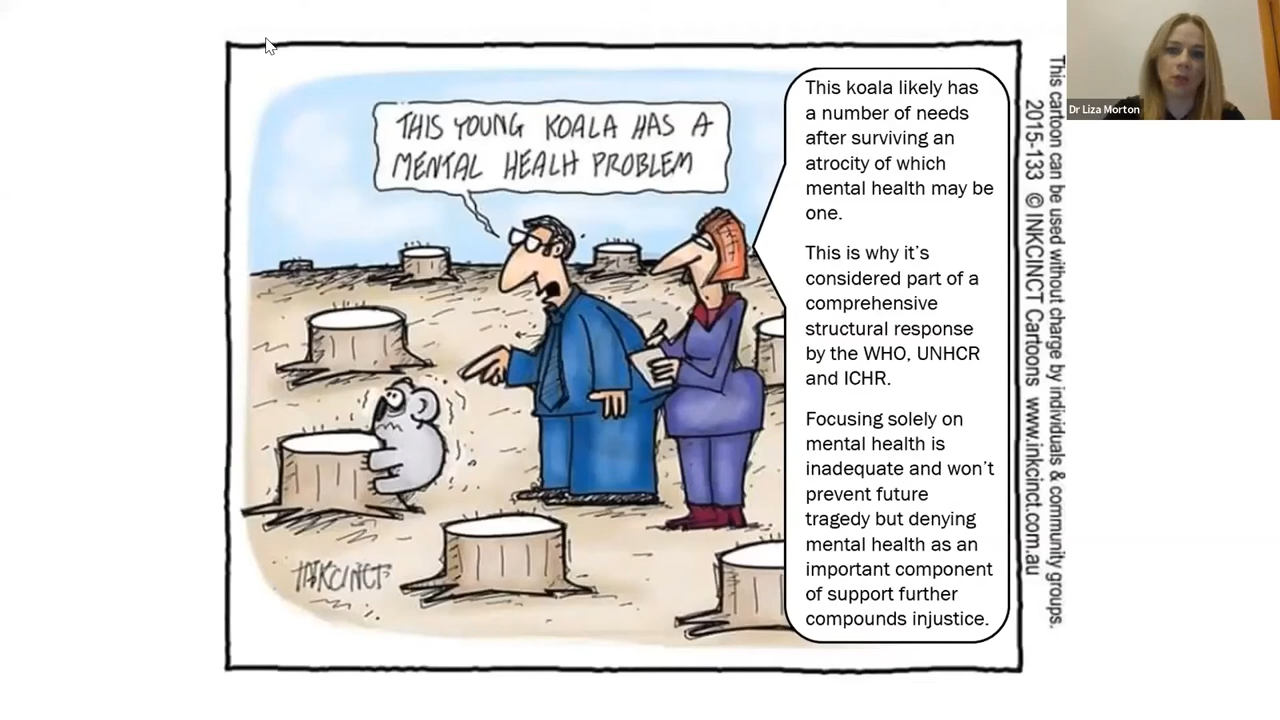 THIS YOUNG KOALA HAS A
MENTAL HEALH PROBLEM
This koala likely has
a number of needs
after surviving an
atrocity of which
mental health may be
one.
This is why it's
considered part of a
comprehensive
structural response
by the WHO, UNHCR
and ICHR.
Focusing solely on
mental health is
inadequate and won't
prevent future
tragedy but denying
mental health as an
important component
of support further
compounds injustice.
INKCINCT
This cartoon can be used without charge by individuals & community groups.
2015-133 © INKCINCT Cartoons www.inkcinct.com.au
Dr Liza Morton